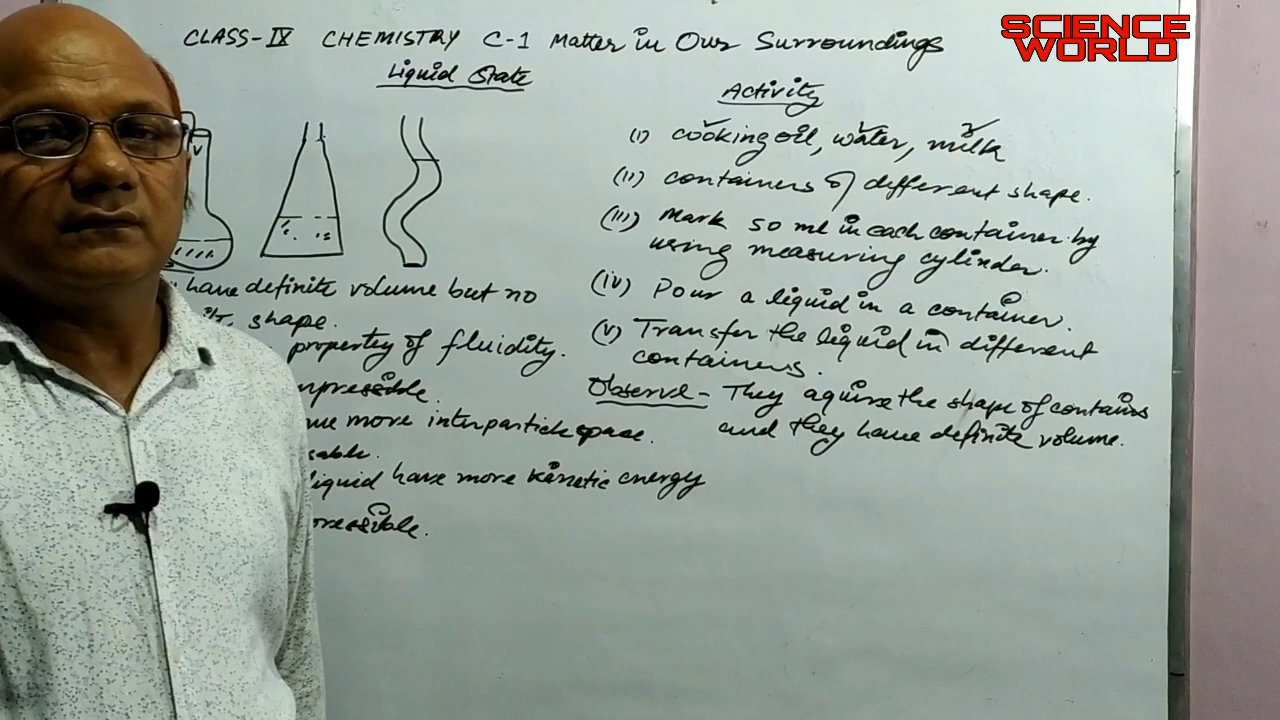 CLASS-IX CHEMISTRY C-1 Matter in Our Surroundings
SCIENCE
WORLD
Liquid State
have definite volume but no
shape.
property of fluidity.
more interparticle space.
liquid have more kinetic energy
Activity
(i) cooking oil, water, milk
(ii) containers of different shape.
(iii) Mark 50 ml in each container by
using measuring cylinder.
(iv) Pour a liquid in a container.
(v) Transfer the liquid in different
containers.
Observe - They aquire the shape of contains
and they have definite volume.